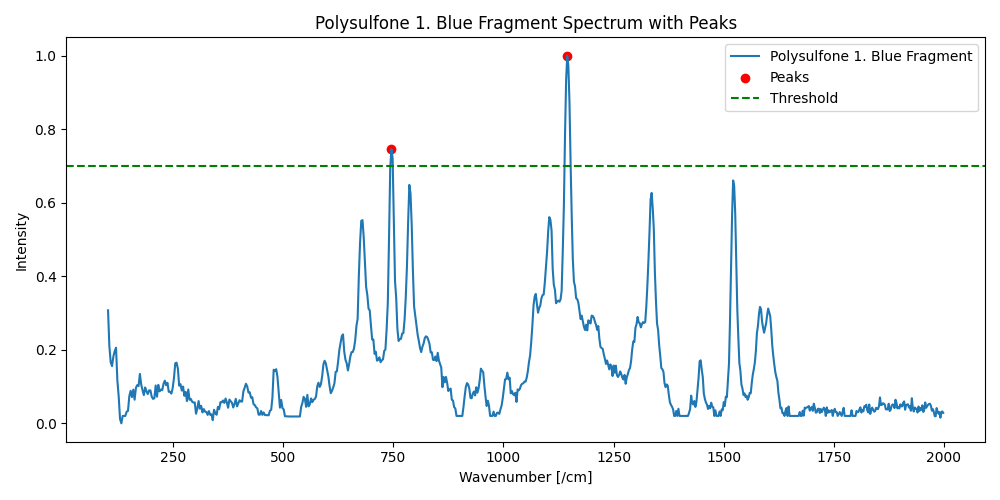 Polysulfone 1. Blue Fragment Spectrum with Peaks
Polysulfone 1. Blue Fragment
Peaks
Threshold
Intensity
1.0
0.8
0.6
0.4
0.2
0.0
250
500
750
1000
1250
1500
1750
2000
Wavenumber [/cm]